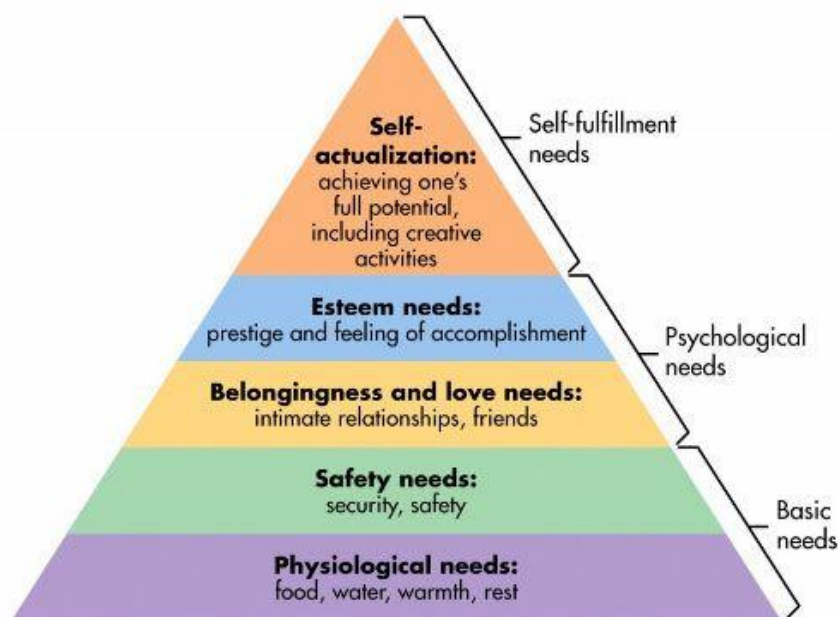 Self-
actualization:
achieving one's
full potential,
including creative
activities
Self-fulfillment
needs
Esteem needs:
prestige and feeling of accomplishment
Belongingness and love needs:
intimate relationships, friends
Psychological
needs
Safety needs:
security, safety
Physiological needs:
food, water, warmth, rest
Basic
needs